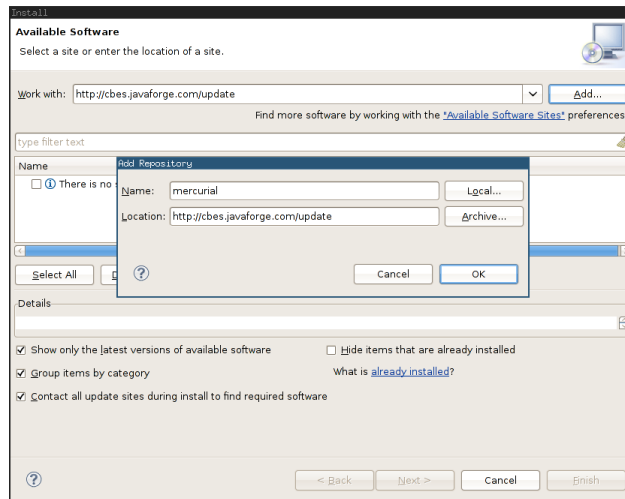 Install
Available Software
Select a site or enter the location of a site.
Work with: http://cbes.javaforge.com/update Add...
Find more software by working with the "Available Software Sites" preferences
type filter text
Name
There is no
Add Repository
Name: mercurial Local...
Location: http://cbes.javaforge.com/update Archive...
Cancel OK
Select All
Details
Show only the latest versions of available software Hide items that are already installed
Group items by category What is already installed?
Contact all update sites during install to find required software
< Back Next > Cancel Finish